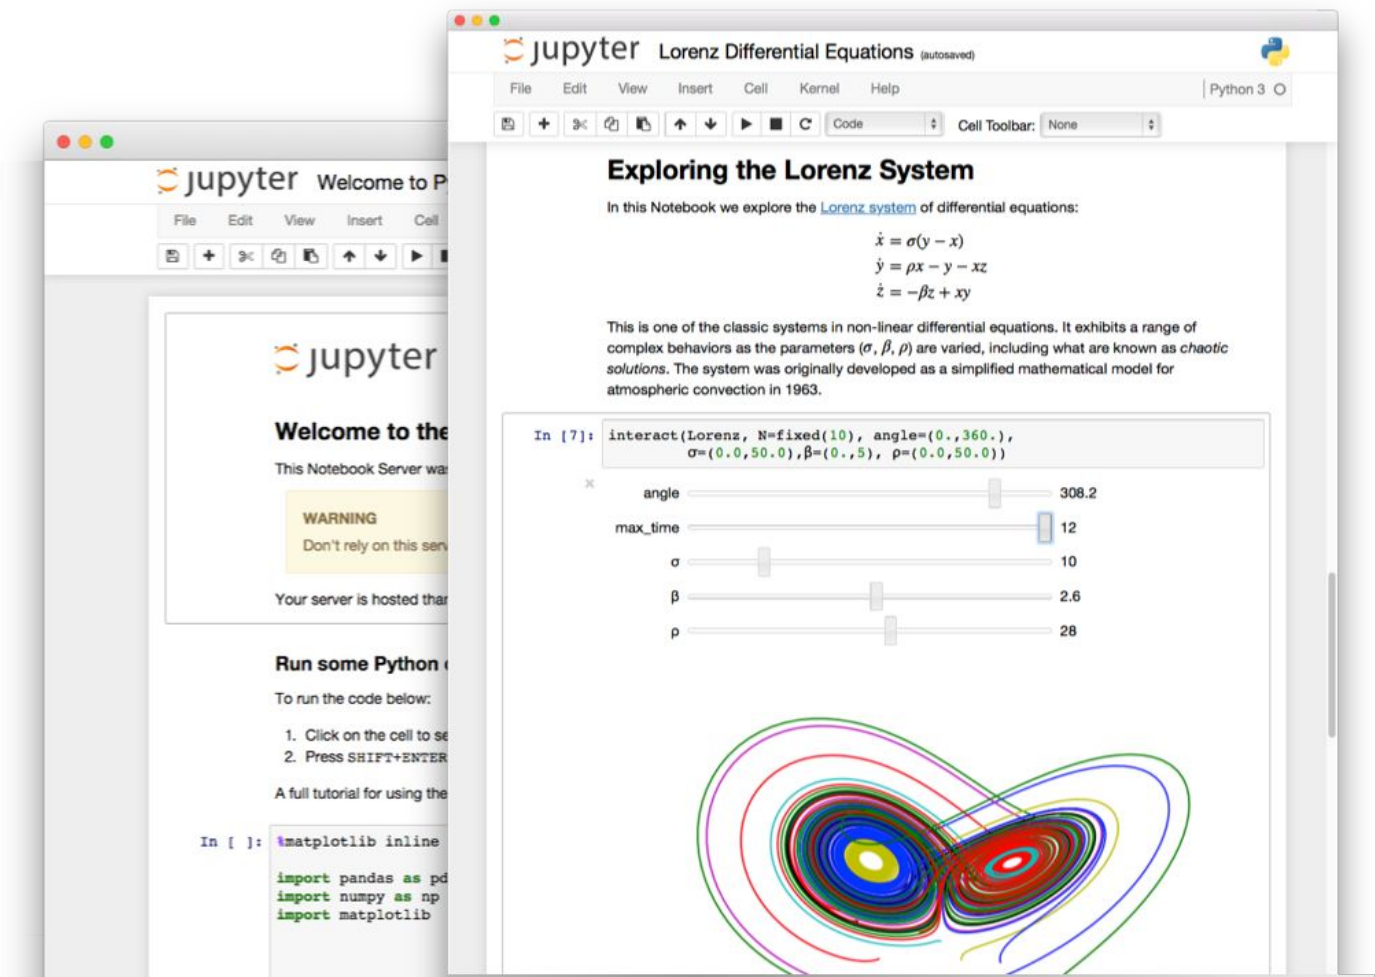 jupyter Lorenz Differential Equations (autosaved)
File Edit View Insert Cell Kernel Help Python 3
Code Cell Toolbar: None
Exploring the Lorenz System
In this Notebook we explore the Lorenz system of differential equations:
ẋ = σ(y − x)
ẏ = ρx − y − xz
ż = −βz + xy
This is one of the classic systems in non-linear differential equations. It exhibits a range of
complex behaviors as the parameters (σ, β, ρ) are varied, including what are known as chaotic
solutions. The system was originally developed as a simplified mathematical model for
atmospheric convection in 1963.
In [7]: interact(Lorenz, N=fixed(10), angle=(0.,360.),
σ=(0.0,50.0),β=(0.,5), ρ=(0.0,50.0))
angle 308.2
max_time 12
σ 10
β 2.6
ρ 28
jupyter Welcome to P
File Edit View Insert Cell
jupyter
Welcome to the
This Notebook Server was
WARNING
Don't rely on this serv
Your server is hosted than
Run some Python
To run the code below:
1. Click on the cell to se
2. Press SHIFT+ENTER
A full tutorial for using the
In [ ]: %matplotlib inline
import pandas as pd
import numpy as np
import matplotlib